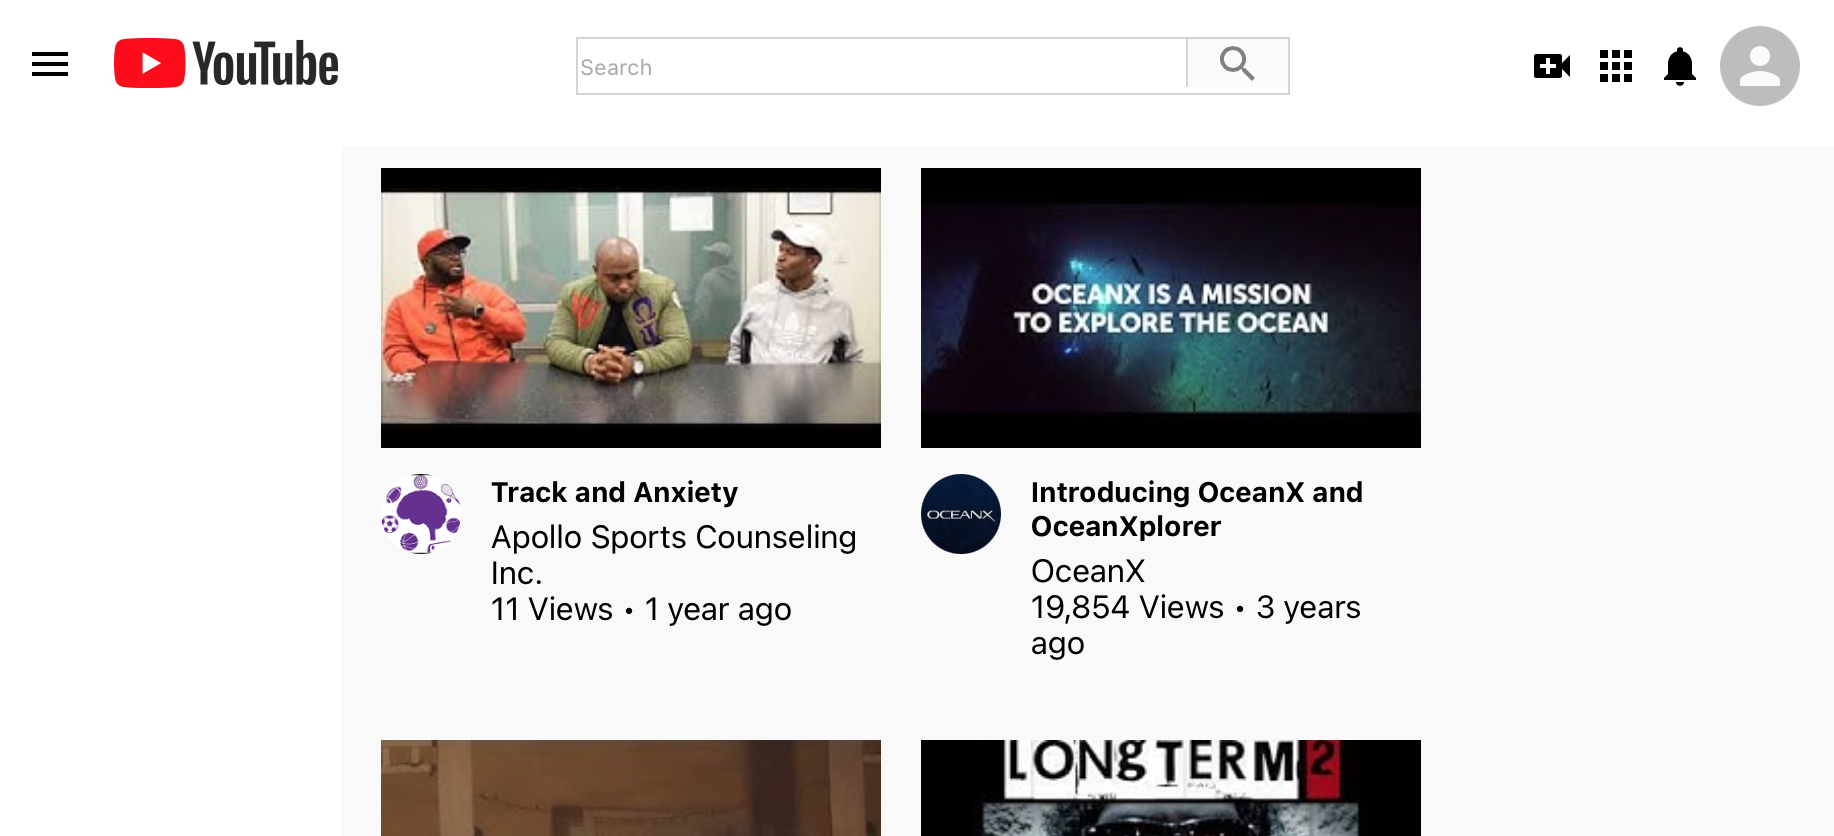 YouTube
Search
OCEANX IS A MISSION
TO EXPLORE THE OCEAN
Track and Anxiety
Apollo Sports Counseling
Inc.
11 Views • 1 year ago
OCEANX
Introducing OceanX and
OceanXplorer
OceanX
19,854 Views • 3 years
ago
LONG TERM 2